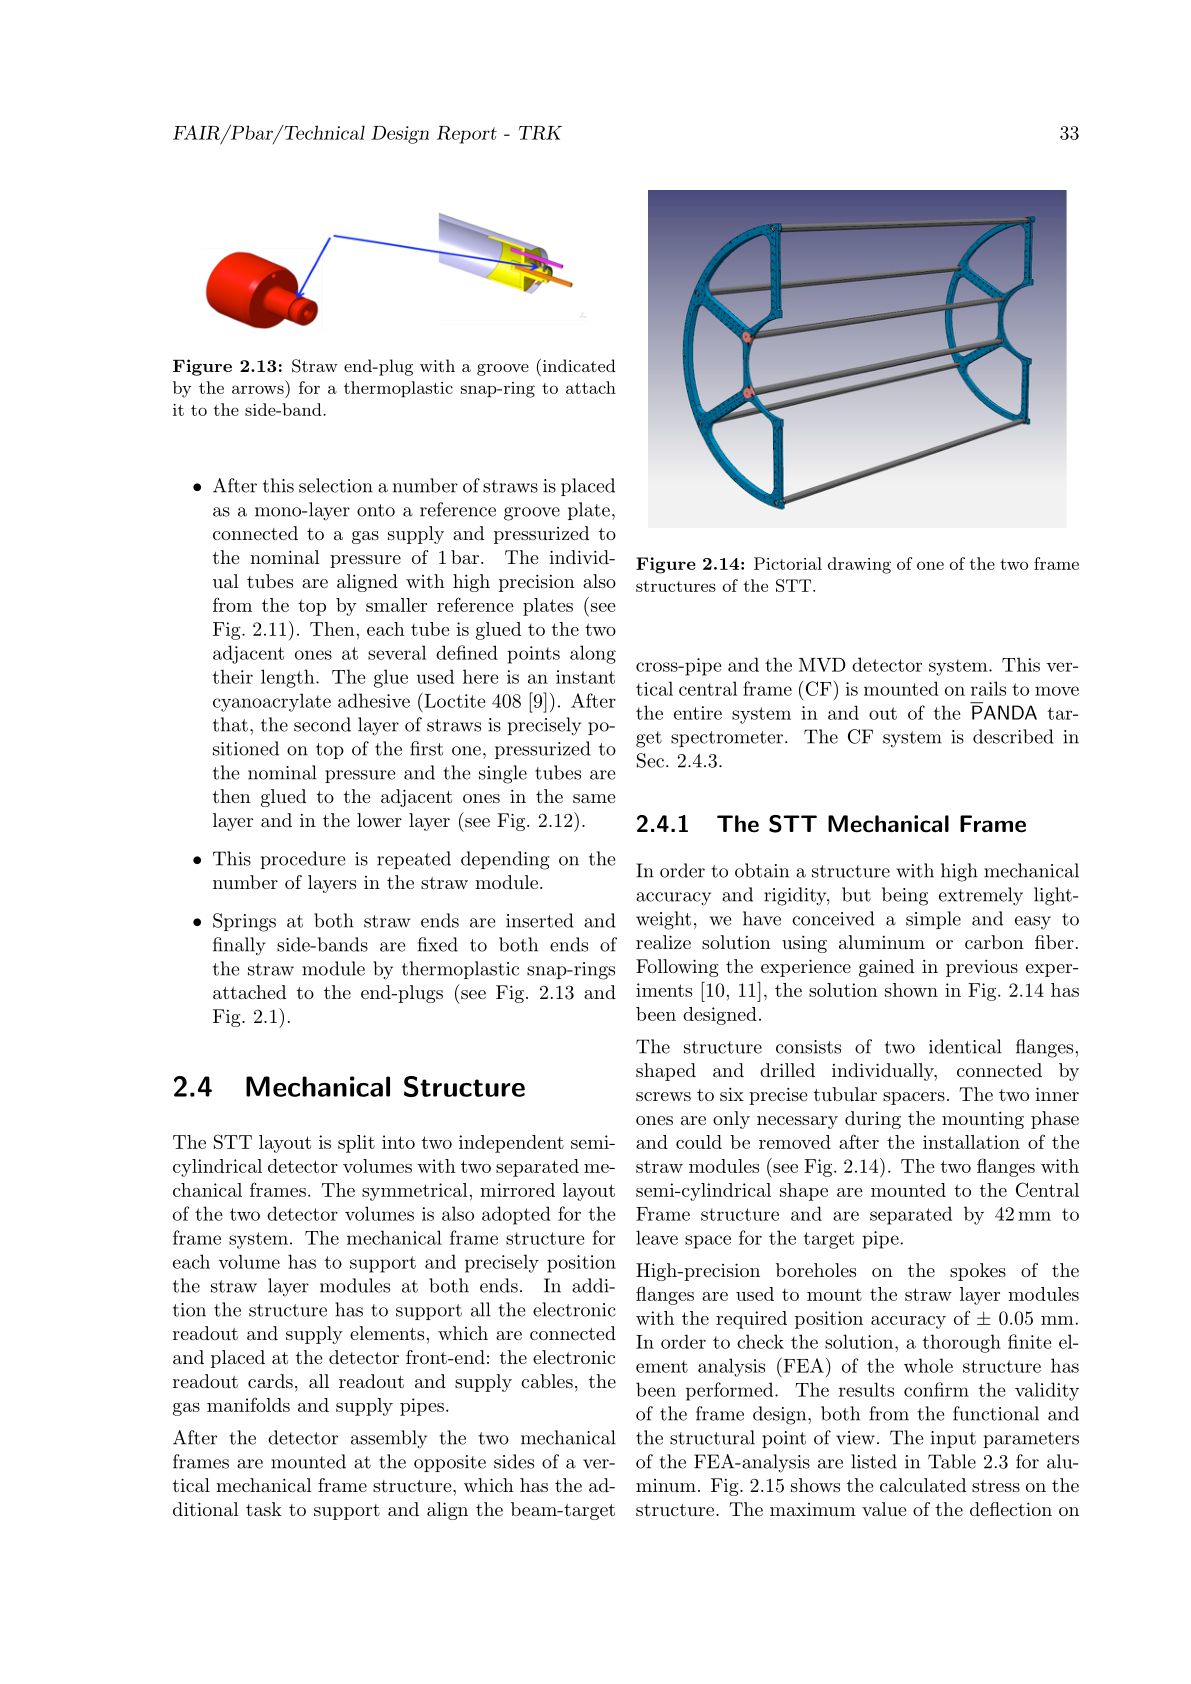 FAIR/Pbar/Technical Design Report - TRK
33
Figure 2.13: Straw end-plug with a groove (indicated
by the arrows) for a thermoplastic snap-ring to attach
it to the side-band.
• After this selection a number of straws is placed
as a mono-layer onto a reference groove plate,
connected to a gas supply and pressurized to
the nominal pressure of 1 bar. The individ-
ual tubes are aligned with high precision also
from the top by smaller reference plates (see
Fig. 2.11). Then, each tube is glued to the two
adjacent ones at several defined points along
their length. The glue used here is an instant
cyanoacrylate adhesive (Loctite 408 [9]). After
that, the second layer of straws is precisely po-
sitioned on top of the first one, pressurized to
the nominal pressure and the single tubes are
then glued to the adjacent ones in the same
layer and in the lower layer (see Fig. 2.12).
• This procedure is repeated depending on the
number of layers in the straw module.
• Springs at both straw ends are inserted and
finally side-bands are fixed to both ends of
the straw module by thermoplastic snap-rings
attached to the end-plugs (see Fig. 2.13 and
Fig. 2.1).
2.4 Mechanical Structure
The STT layout is split into two independent semi-
cylindrical detector volumes with two separated me-
chanical frames. The symmetrical, mirrored layout
of the two detector volumes is also adopted for the
frame system. The mechanical frame structure for
each volume has to support and precisely position
the straw layer modules at both ends. In addi-
tion the structure has to support all the electronic
readout and supply elements, which are connected
and placed at the detector front-end: the electronic
readout cards, all readout and supply cables, the
gas manifolds and supply pipes.
After the detector assembly the two mechanical
frames are mounted at the opposite sides of a ver-
tical mechanical frame structure, which has the ad-
ditional task to support and align the beam-target
Figure 2.14: Pictorial drawing of one of the two frame
structures of the STT.
cross-pipe and the MVD detector system. This ver-
tical central frame (CF) is mounted on rails to move
the entire system in and out of the P̅ANDA tar-
get spectrometer. The CF system is described in
Sec. 2.4.3.
2.4.1 The STT Mechanical Frame
In order to obtain a structure with high mechanical
accuracy and rigidity, but being extremely light-
weight, we have conceived a simple and easy to
realize solution using aluminum or carbon fiber.
Following the experience gained in previous exper-
iments [10, 11], the solution shown in Fig. 2.14 has
been designed.
The structure consists of two identical flanges,
shaped and drilled individually, connected by
screws to six precise tubular spacers. The two inner
ones are only necessary during the mounting phase
and could be removed after the installation of the
straw modules (see Fig. 2.14). The two flanges with
semi-cylindrical shape are mounted to the Central
Frame structure and are separated by 42 mm to
leave space for the target pipe.
High-precision boreholes on the spokes of the
flanges are used to mount the straw layer modules
with the required position accuracy of ± 0.05 mm.
In order to check the solution, a thorough finite el-
ement analysis (FEA) of the whole structure has
been performed. The results confirm the validity
of the frame design, both from the functional and
the structural point of view. The input parameters
of the FEA-analysis are listed in Table 2.3 for alu-
minum. Fig. 2.15 shows the calculated stress on the
structure. The maximum value of the deflection on